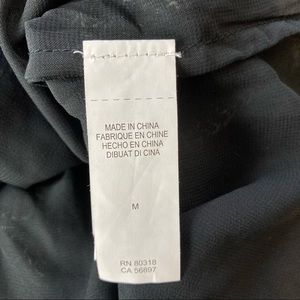 MADE IN CHINA
FABRIQUE EN CHINE
HECHO EN CHINA
DIBUAT DI CINA
M
RN 80318
CA 56897